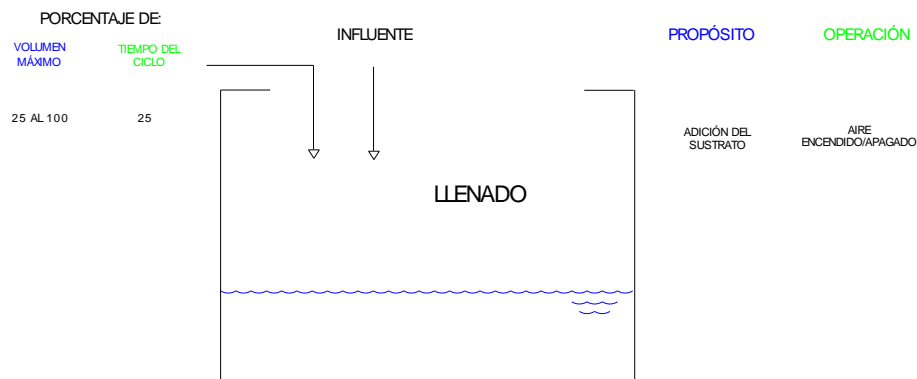 PORCENTAJE DE:
VOLUMEN
MÁXIMO
TIEMPO DEL
CICLO
25 AL 100
25
INFLUENTE
LLENADO
PROPÓSITO
OPERACIÓN
ADICIÓN DEL
SUSTRATO
AIRE
ENCENDIDO/APAGADO